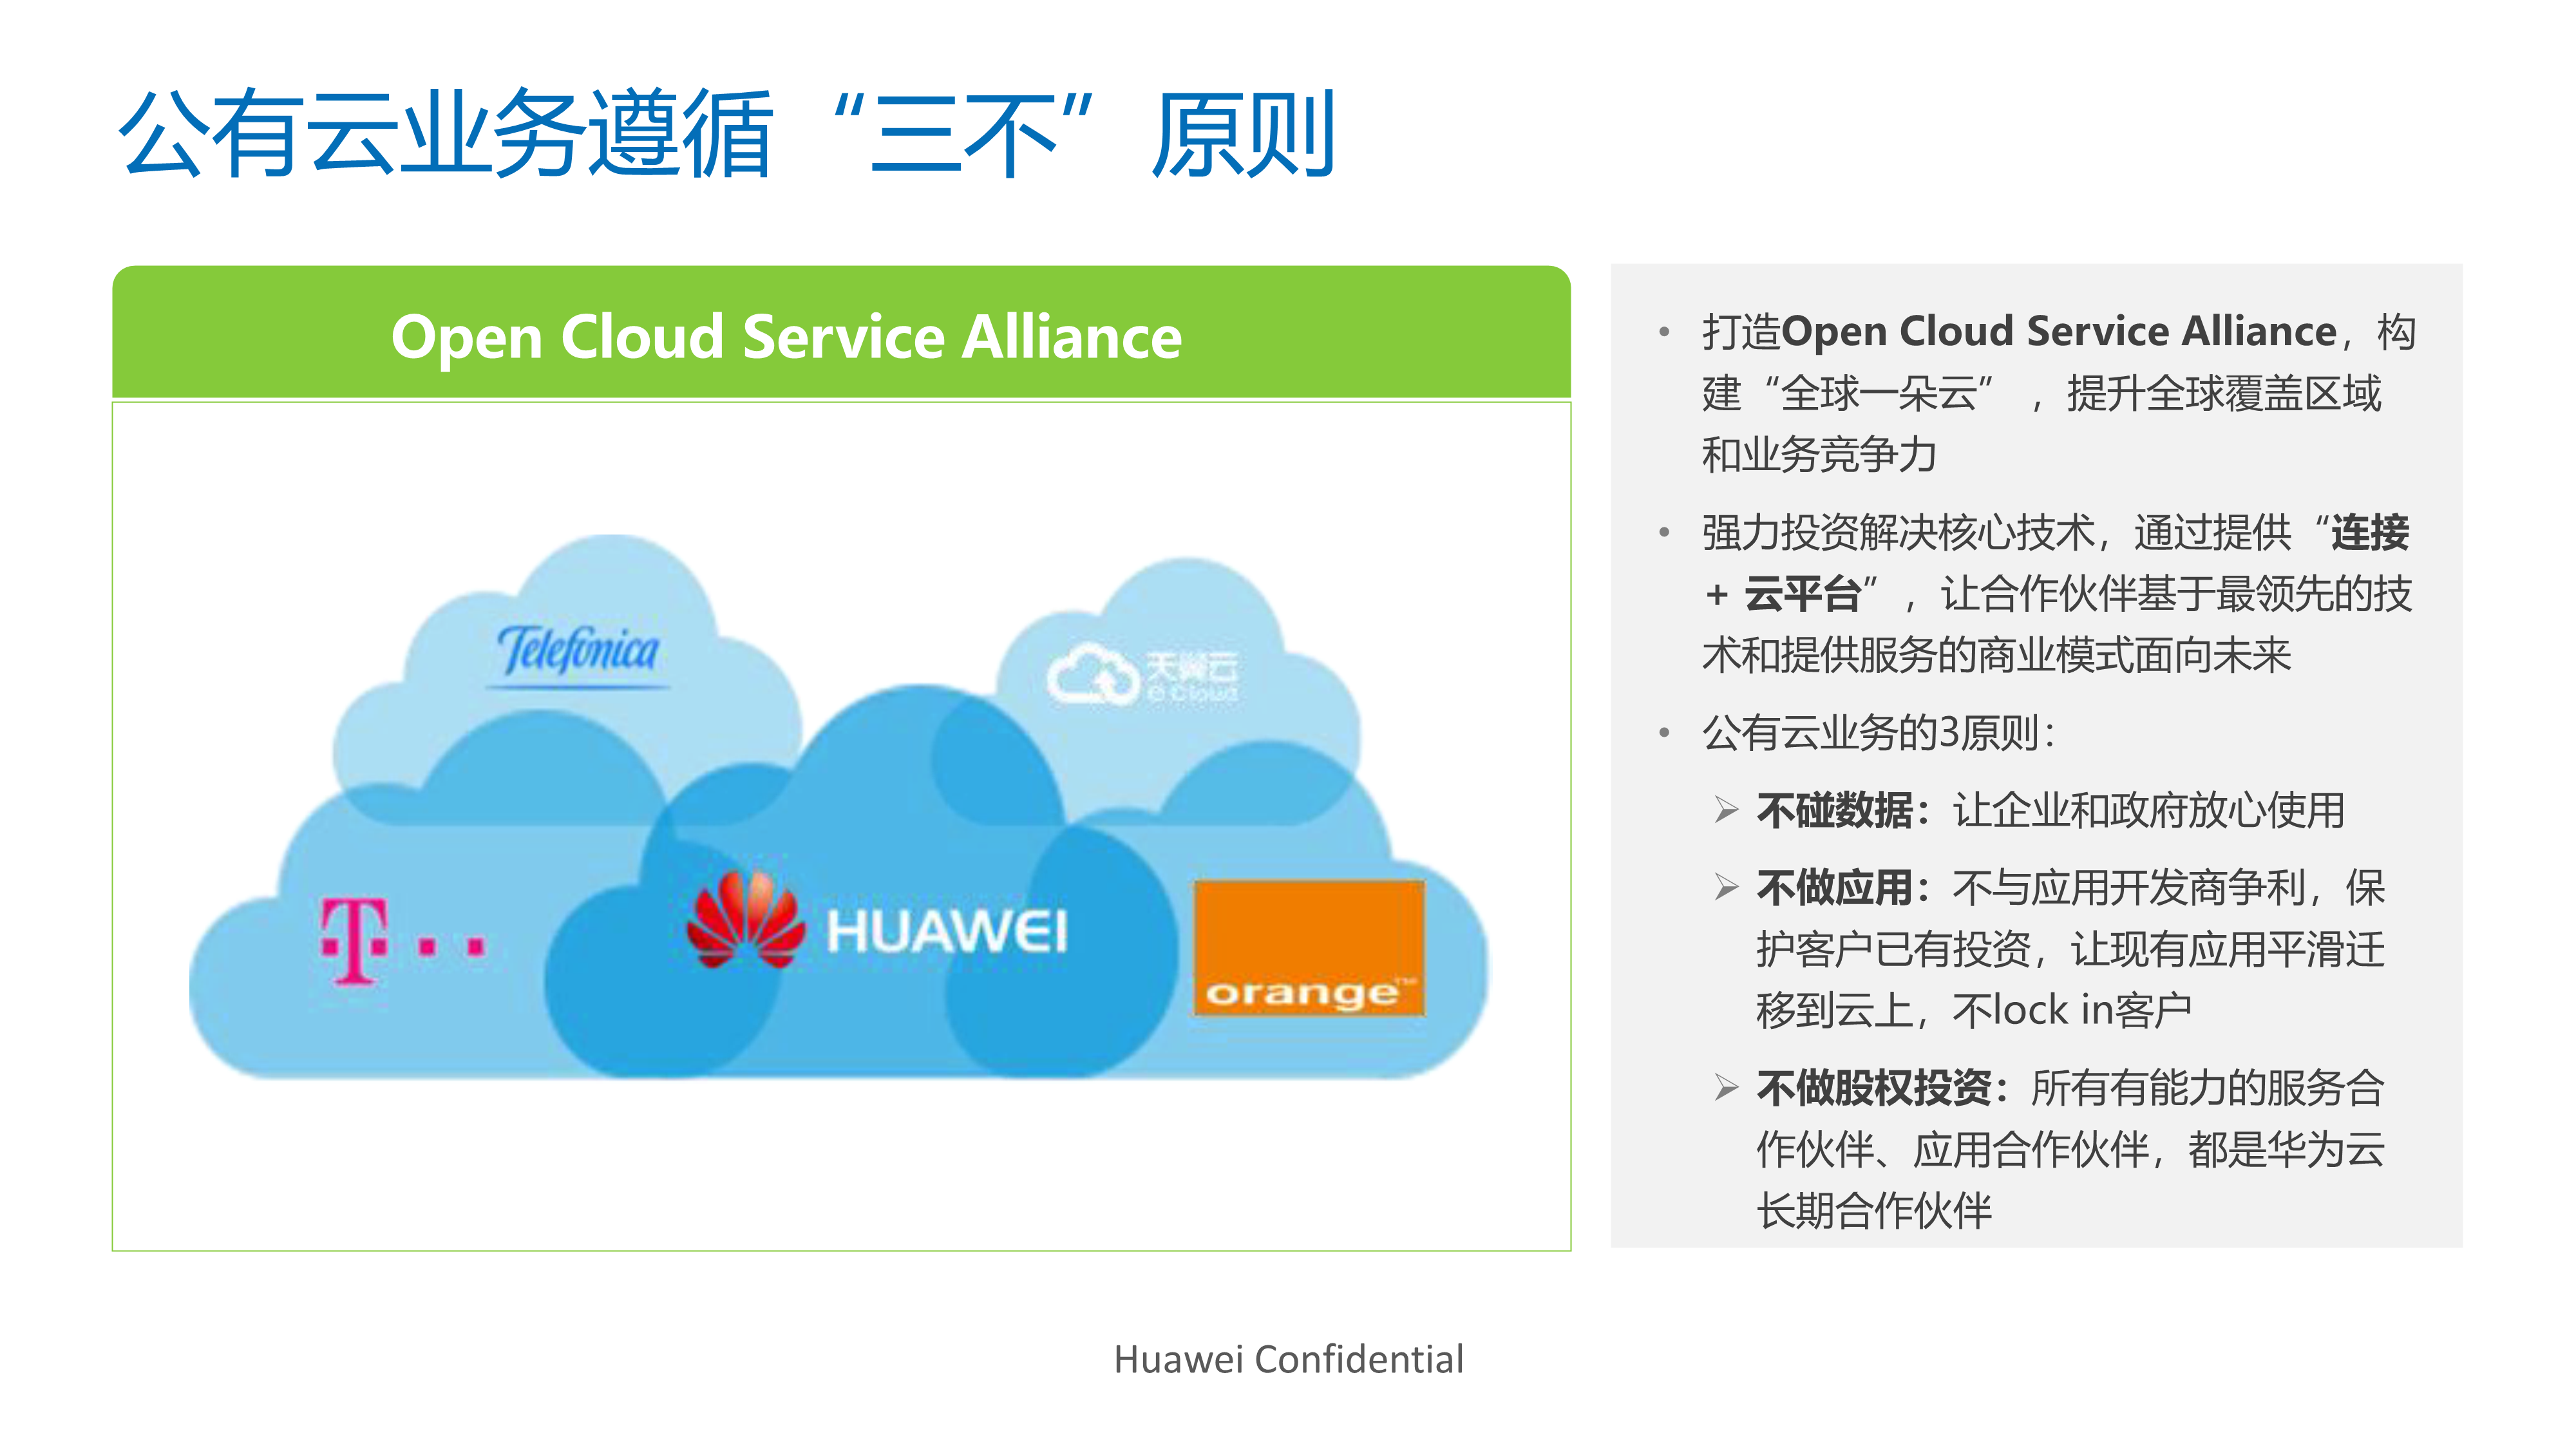 公有云业务遵循“三不”原则
Open Cloud Service Alliance
Telefónica
天翼云
e Cloud
T
HUAWEI
orange™
• 打造Open Cloud Service Alliance，构
建“全球一朵云”，提升全球覆盖区域
和业务竞争力
• 强力投资解决核心技术，通过提供“连接
+ 云平台”，让合作伙伴基于最领先的技
术和提供服务的商业模式面向未来
• 公有云业务的3原则：
➢ 不碰数据：让企业和政府放心使用
➢ 不做应用：不与应用开发商争利，保
护客户已有投资，让现有应用平滑迁
移到云上，不lock in客户
➢ 不做股权投资：所有有能力的服务合
作伙伴、应用合作伙伴，都是华为云
长期合作伙伴
Huawei Confidential